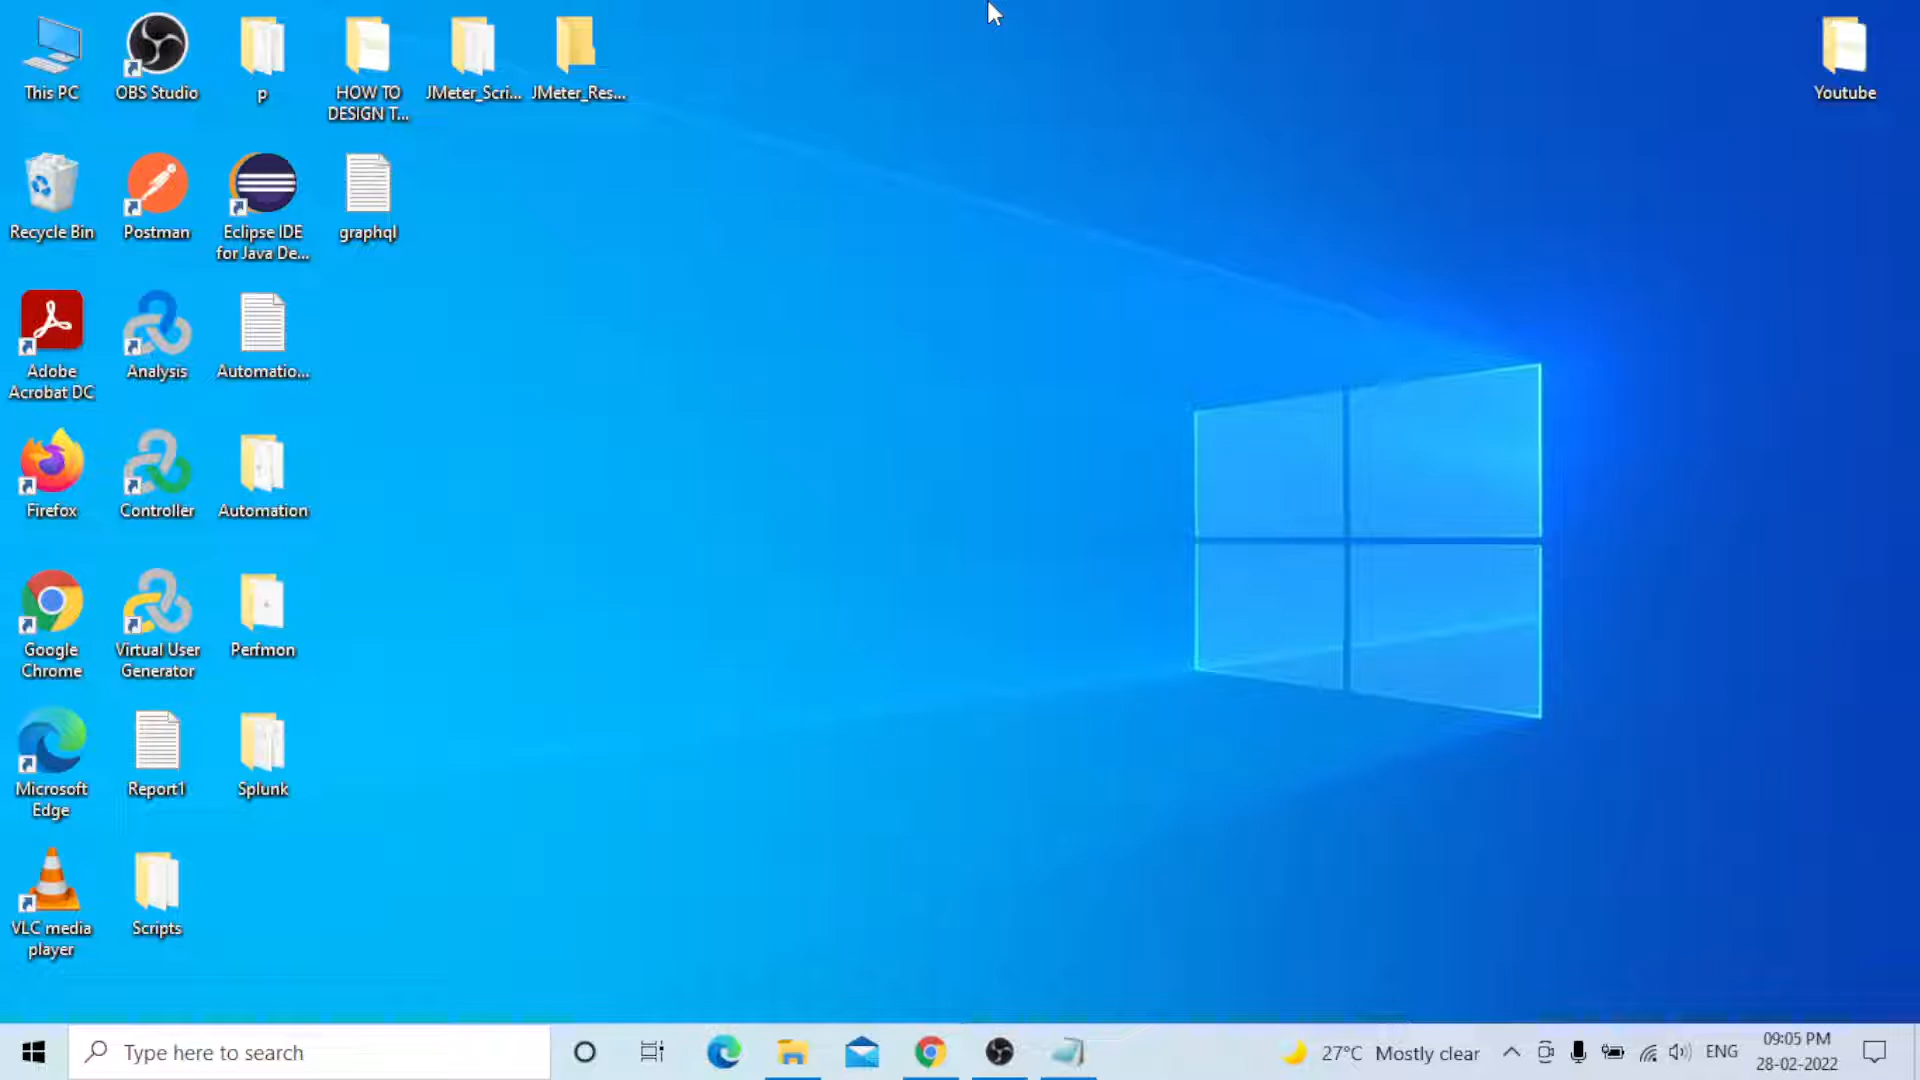 This PC
OBS Studio
p
HOW TO
DESIGN T...
JMeter_Scri...
JMeter_Res...
Youtube
Recycle Bin
Postman
Eclipse IDE
for Java De...
graphql
Adobe
Acrobat DC
Analysis
Automatio...
Firefox
Controller
Automation
Google
Chrome
Virtual User
Generator
Perfmon
Microsoft
Edge
Report1
Splunk
VLC media
player
Scripts
Type here to search
27°C Mostly clear
ENG
09:05 PM
28-02-2022